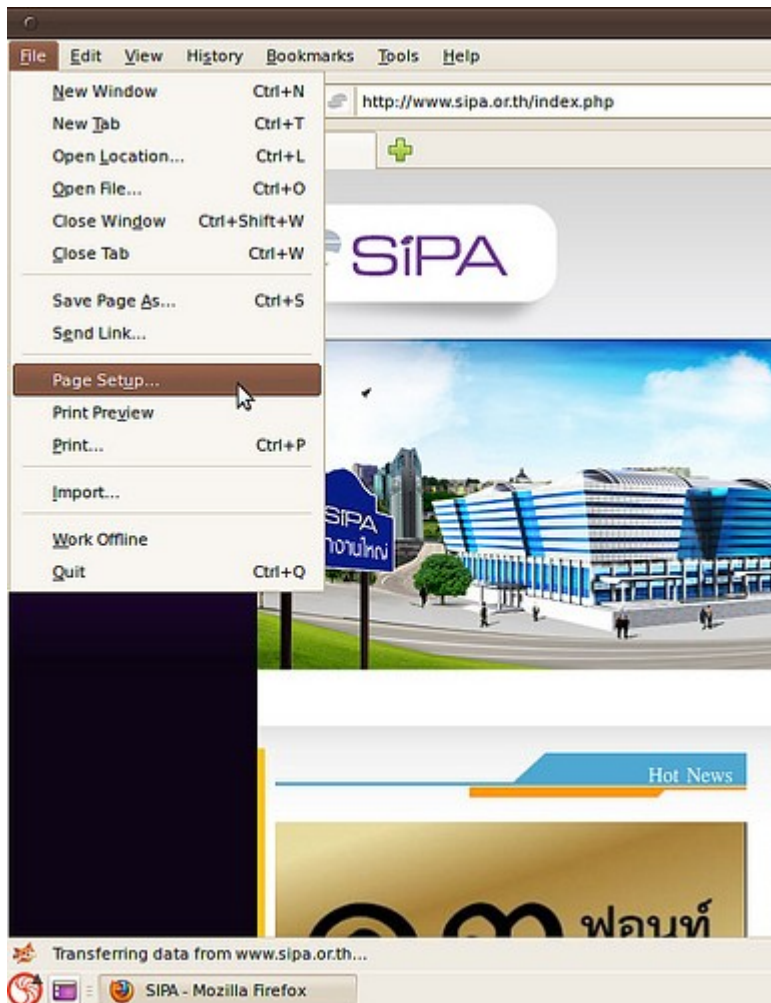 File Edit View History Bookmarks Tools Help
New Window Ctrl+N
http://www.sipa.or.th/index.php
New Tab Ctrl+T
Open Location... Ctrl+L
Open File... Ctrl+O
Close Window Ctrl+Shift+W
Close Tab Ctrl+W
SiPA
Save Page As... Ctrl+S
Send Link...
Page Setup...
Print Preview
Print... Ctrl+P
Import...
SIPA
Work Offline
Quit Ctrl+Q
Hot News
ฟอนท์
Transferring data from www.sipa.or.th...
SIPA - Mozilla Firefox